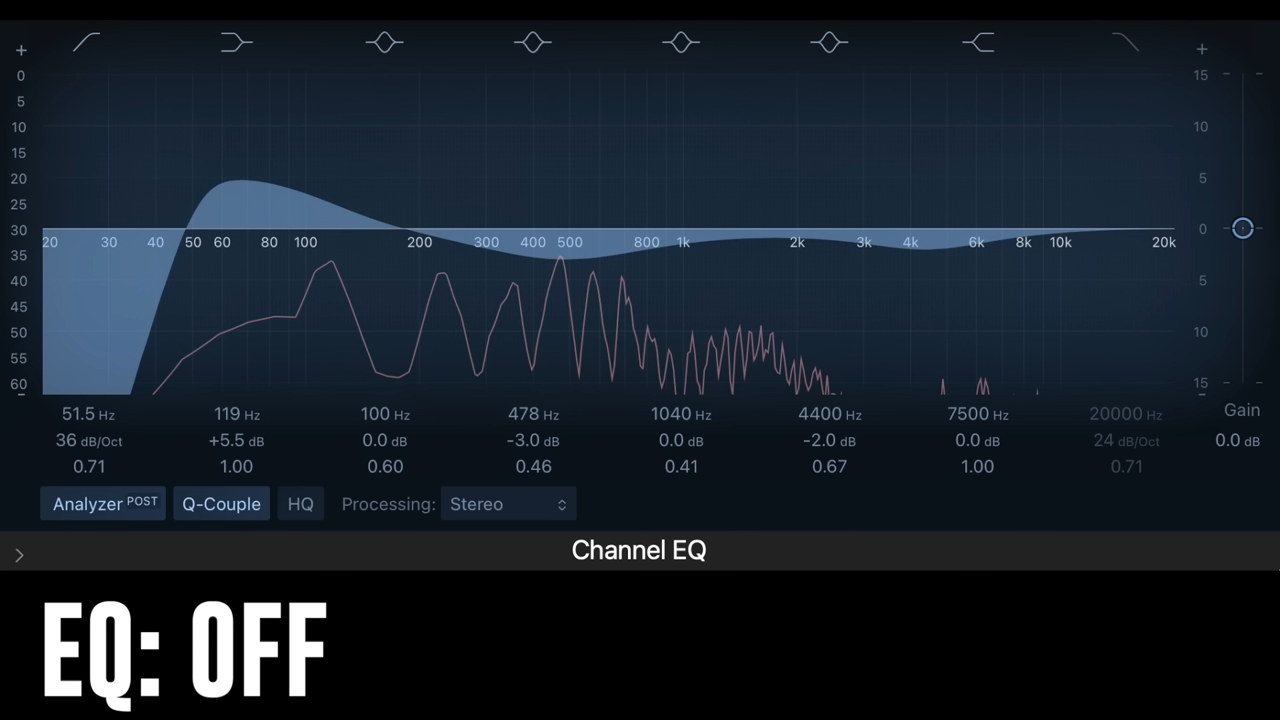 + +
0 15
5
10 10
15
20 5
25
30 0
20 30 40 50 60 80 100 200 300 400 500 800 1k 2k 3k 4k 6k 8k 10k 20k
35
40 5
45
50 10
55
60 15
51.5 Hz 119 Hz 100 Hz 478 Hz 1040 Hz 4400 Hz 7500 Hz 20000 Hz Gain
36 dB/Oct +5.5 dB 0.0 dB -3.0 dB 0.0 dB -2.0 dB 0.0 dB 24 dB/Oct 0.0 dB
0.71 1.00 0.60 0.46 0.41 0.67 1.00 0.71
Analyzer POST Q-Couple HQ Processing: Stereo
Channel EQ
EQ: OFF